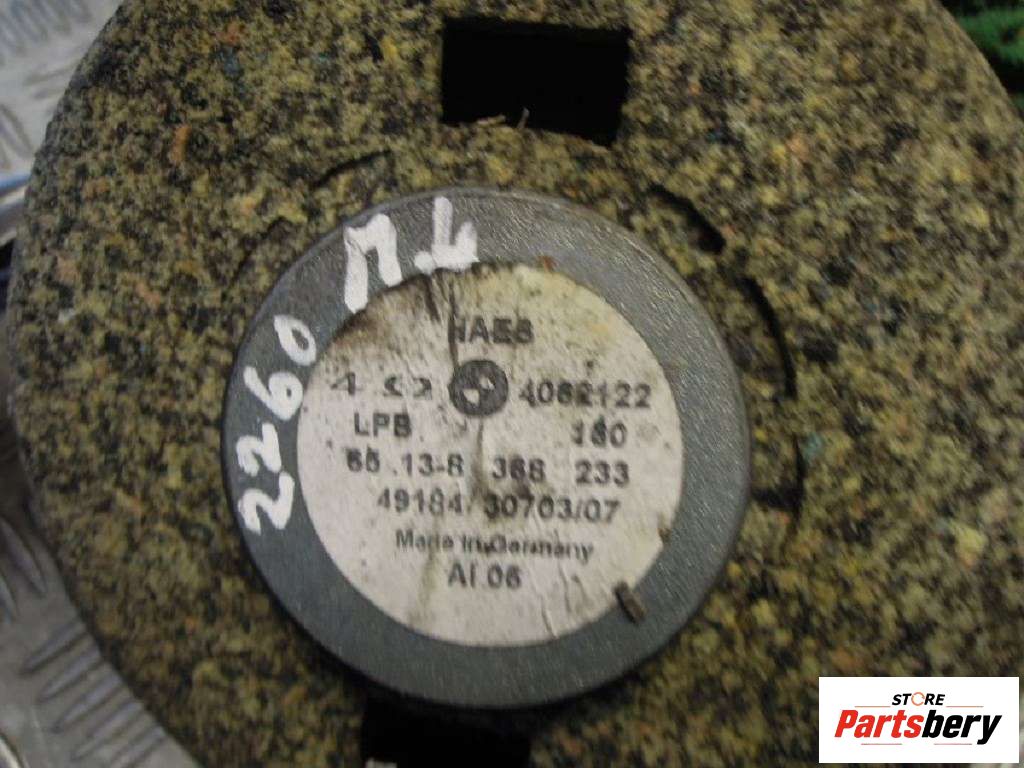 M.L
2260
HAES
4 Ω 4062122
LPB 160
65 .13-8 368 233
49184/30703/07
Made in Germany
AI.06
STORE
Partsbery